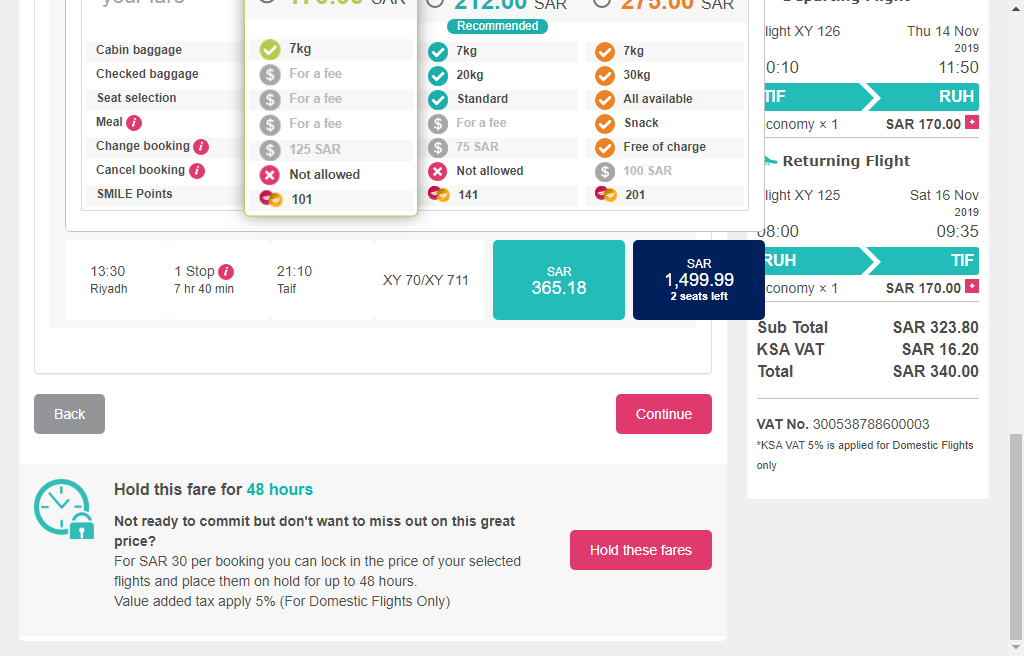 your fare
170.00 SAR
212.00 SAR
275.00 SAR
Recommended
Cabin baggage
7kg
7kg
7kg
Checked baggage
For a fee
20kg
30kg
Seat selection
For a fee
Standard
All available
Meal i
For a fee
For a fee
Snack
Change booking i
125 SAR
75 SAR
Free of charge
Cancel booking i
Not allowed
Not allowed
100 SAR
SMILE Points
101
141
201
13:30
Riyadh
1 Stop i
7 hr 40 min
21:10
Taif
XY 70/XY 711
SAR
365.18
SAR
1,499.99
2 seats left
Back
Continue
Hold this fare for 48 hours
Not ready to commit but don't want to miss out on this great
price?
For SAR 30 per booking you can lock in the price of your selected
flights and place them on hold for up to 48 hours.
Value added tax apply 5% (For Domestic Flights Only)
Hold these fares
Departing Flight
light XY 126
Thu 14 Nov
2019
0:10
11:50
TIF
RUH
conomy × 1
SAR 170.00 +
Returning Flight
light XY 125
Sat 16 Nov
2019
08:00
09:35
RUH
TIF
conomy × 1
SAR 170.00 +
Sub Total
SAR 323.80
KSA VAT
SAR 16.20
Total
SAR 340.00
VAT No. 300538788600003
*KSA VAT 5% is applied for Domestic Flights
only